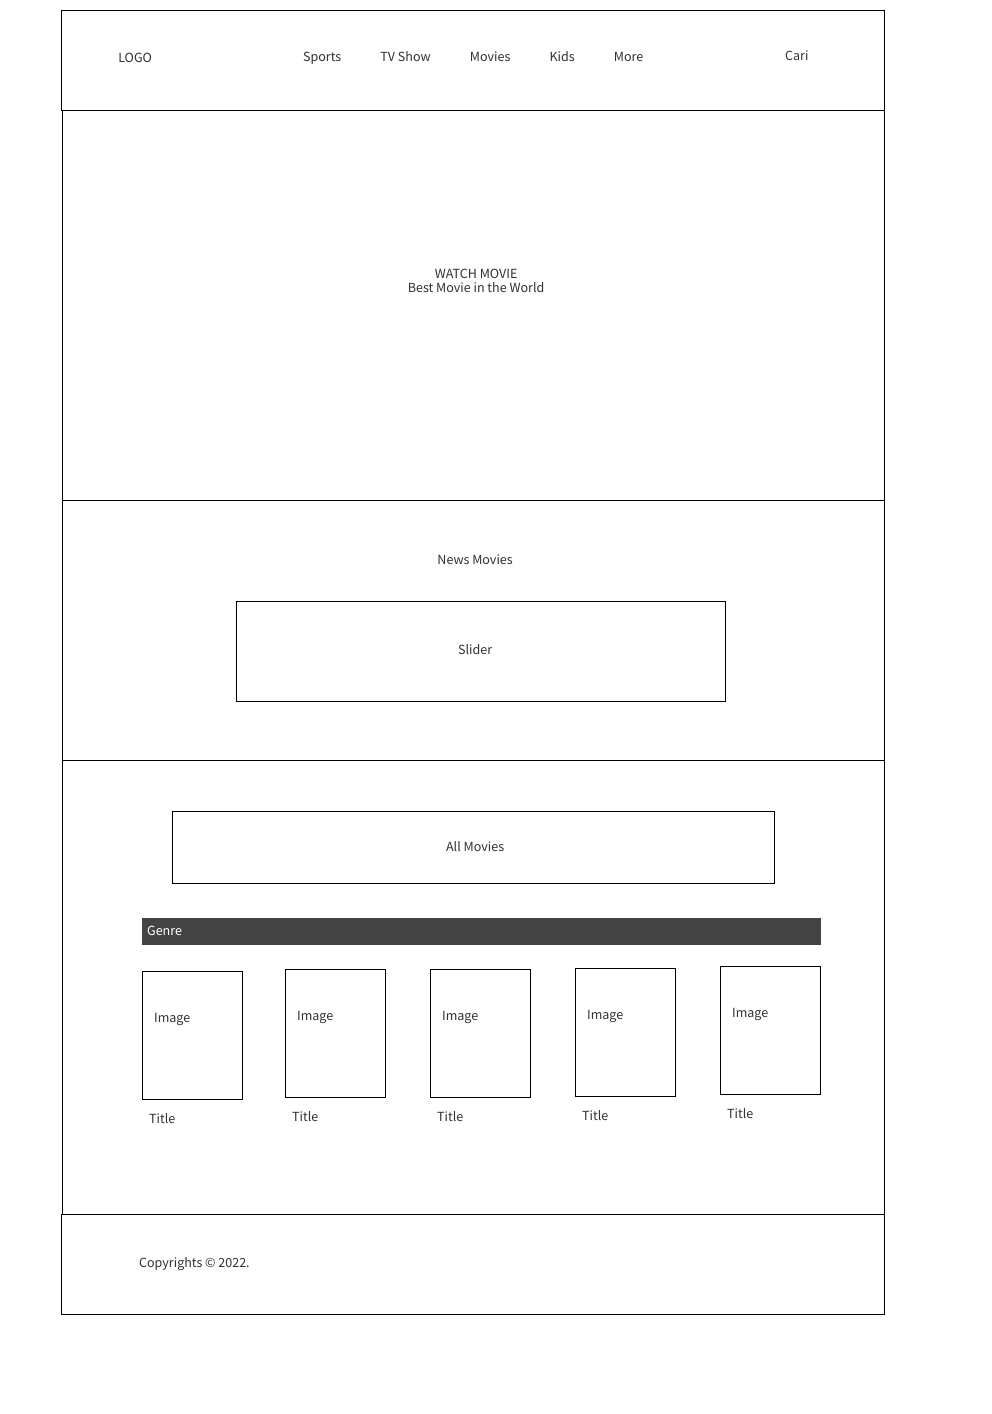 LOGO
Sports
TV Show
Movies
Kids
More
Cari
WATCH MOVIE
Best Movie in the World
News Movies
Slider
All Movies
Genre
Image
Image
Image
Image
Image
Title
Title
Title
Title
Title
Copyrights © 2022.